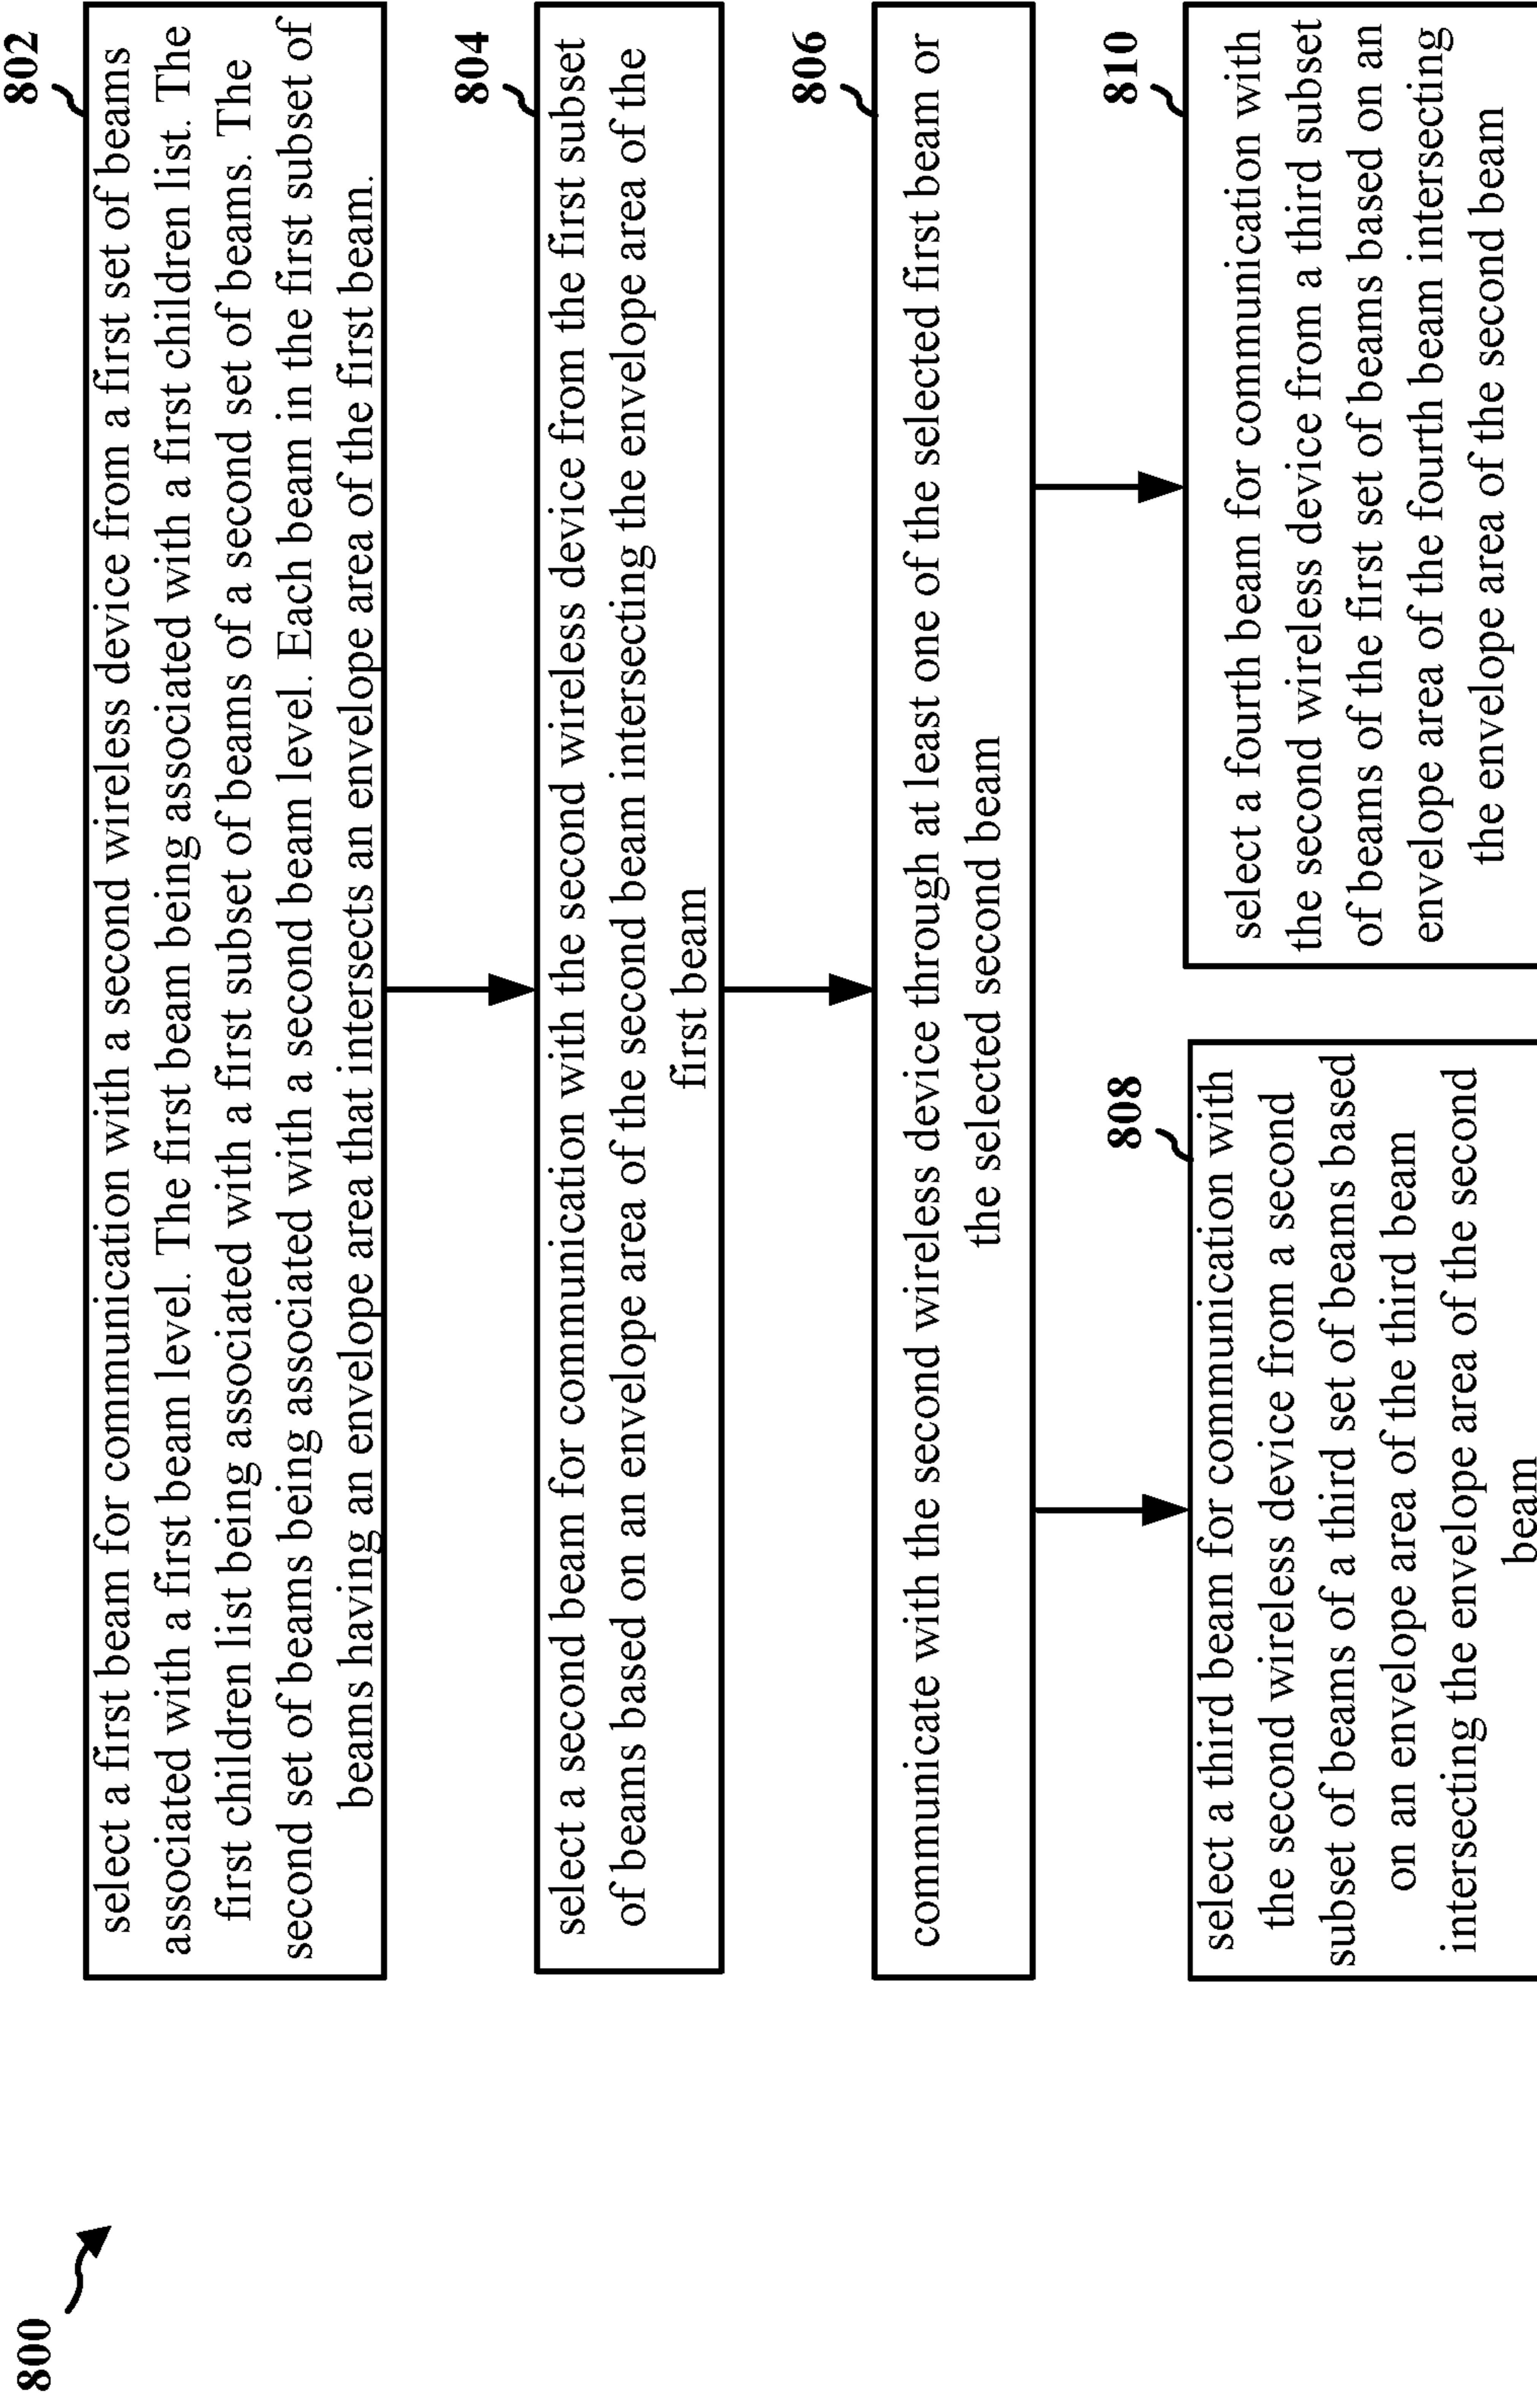 800
802
select a first beam for communication with a second wireless device from a first set of beams
associated with a first beam level. The first beam being associated with a first children list. The
first children list being associated with a first subset of beams of a second set of beams. The
second set of beams being associated with a second beam level. Each beam in the first subset of
beams having an envelope area that intersects an envelope area of the first beam.
804
select a second beam for communication with the second wireless device from the first subset
of beams based on an envelope area of the second beam intersecting the envelope area of the
first beam
806
communicate with the second wireless device through at least one of the selected first beam or
the selected second beam
808
select a third beam for communication with
the second wireless device from a second
subset of beams of a third set of beams based
on an envelope area of the third beam
intersecting the envelope area of the second
beam
810
select a fourth beam for communication with
the second wireless device from a third subset
of beams of the first set of beams based on an
envelope area of the fourth beam intersecting
the envelope area of the second beam